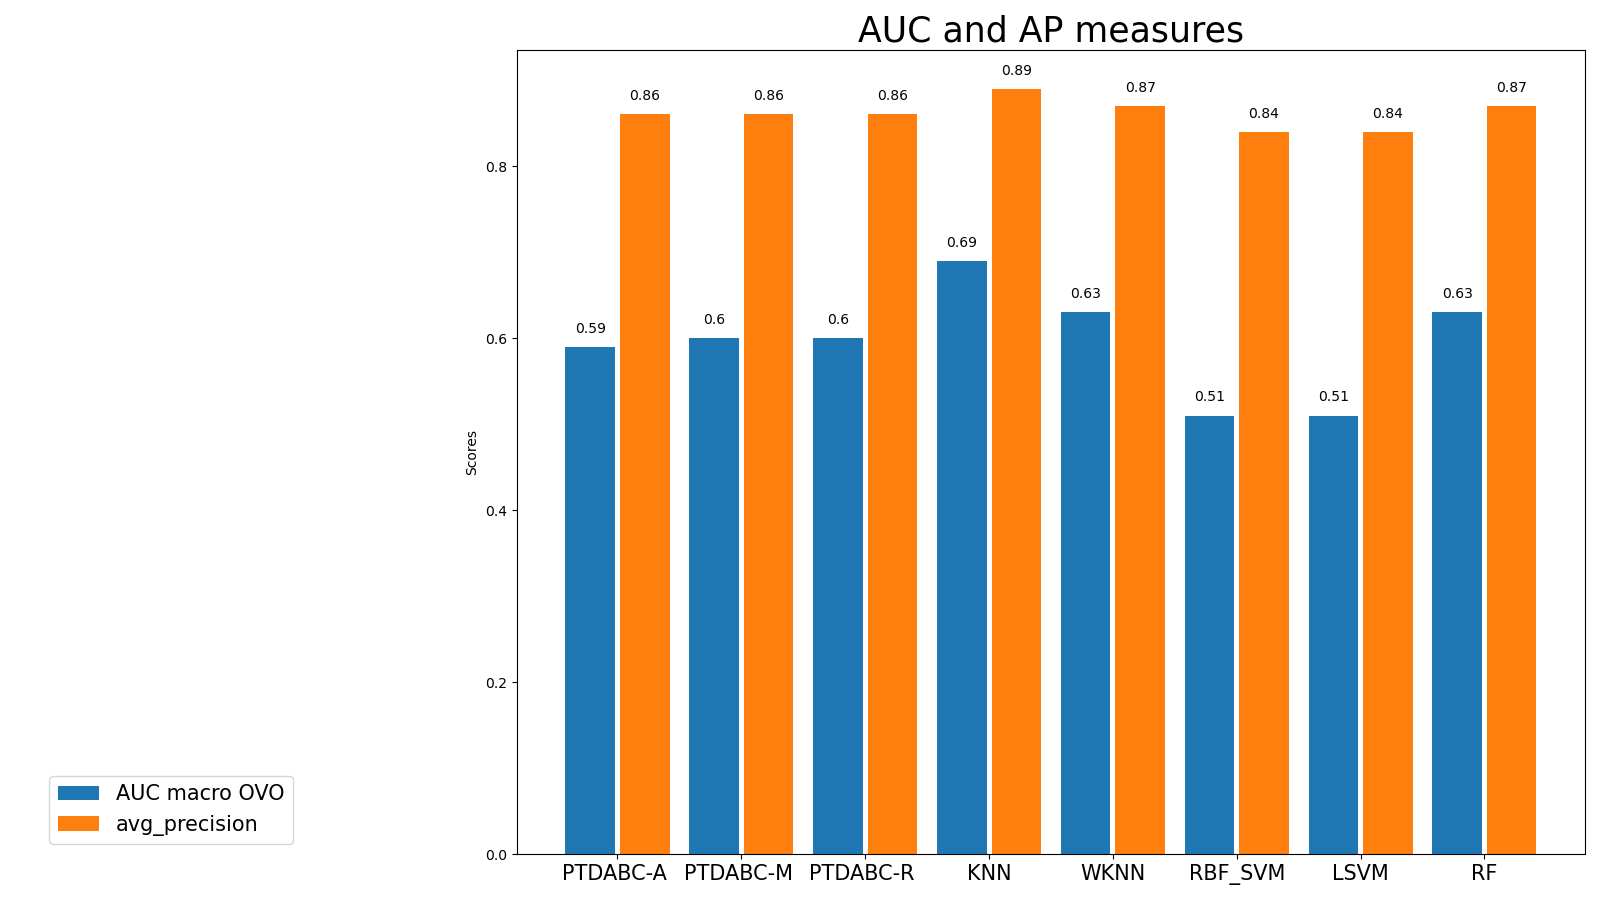 AUC and AP measures
0.86 0.86 0.86 0.89 0.87 0.84 0.84 0.87
0.59 0.6 0.6 0.69 0.63 0.51 0.51 0.63
0.8
0.6
0.4
0.2
0.0
Scores
PTDABC-A PTDABC-M PTDABC-R KNN WKNN RBF_SVM LSVM RF
AUC macro OVO
avg_precision